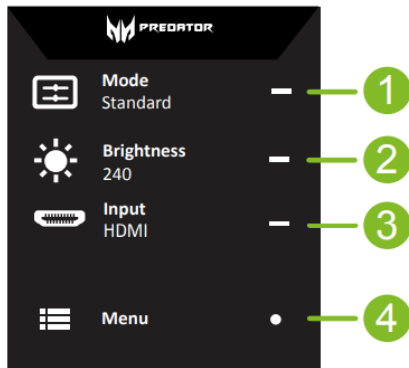 PREDATOR
Mode
Standard
1
Brightness
240
2
Input
HDMI
3
Menu
4